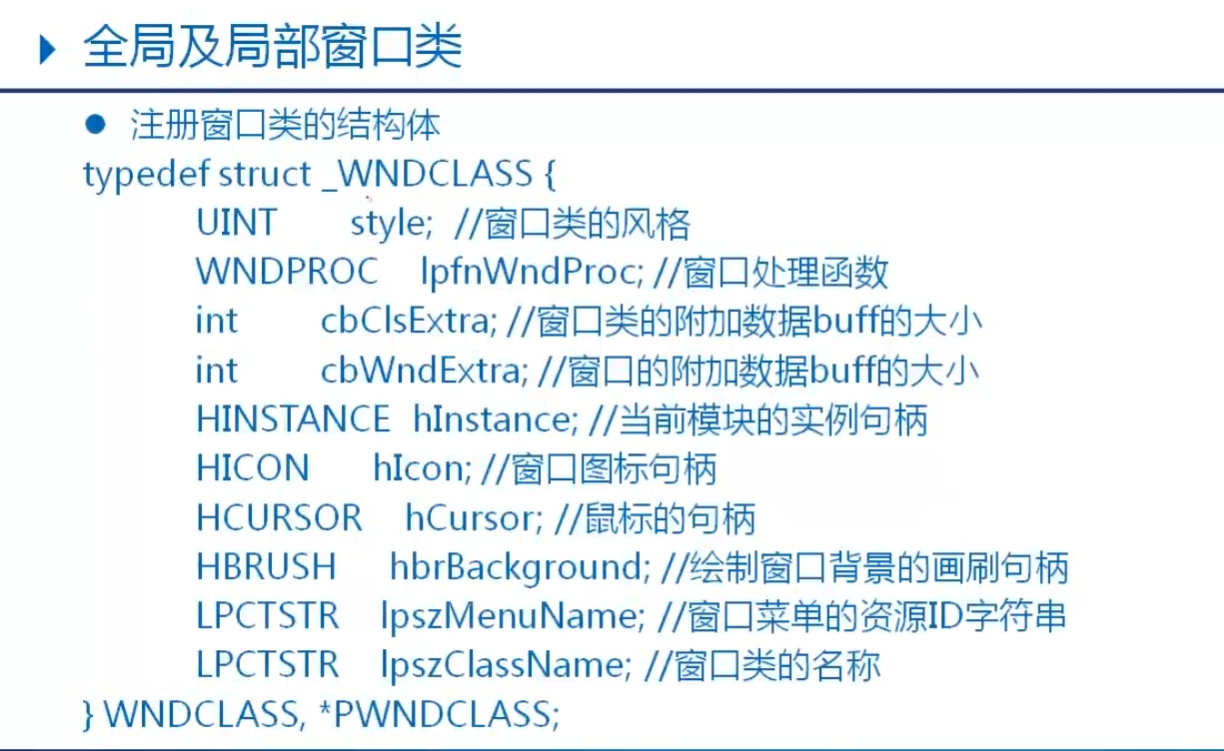 全局及局部窗口类
注册窗口类的结构体
typedef struct _WNDCLASS {
UINT style; //窗口类的风格
WNDPROC lpfnWndProc; //窗口处理函数
int cbClsExtra; //窗口类的附加数据buff的大小
int cbWndExtra; //窗口的附加数据buff的大小
HINSTANCE hInstance; //当前模块的实例句柄
HICON hIcon; //窗口图标句柄
HCURSOR hCursor; //鼠标的句柄
HBRUSH hbrBackground; //绘制窗口背景的画刷句柄
LPCTSTR lpszMenuName; //窗口菜单的资源ID字符串
LPCTSTR lpszClassName; //窗口类的名称
} WNDCLASS, *PWNDCLASS;